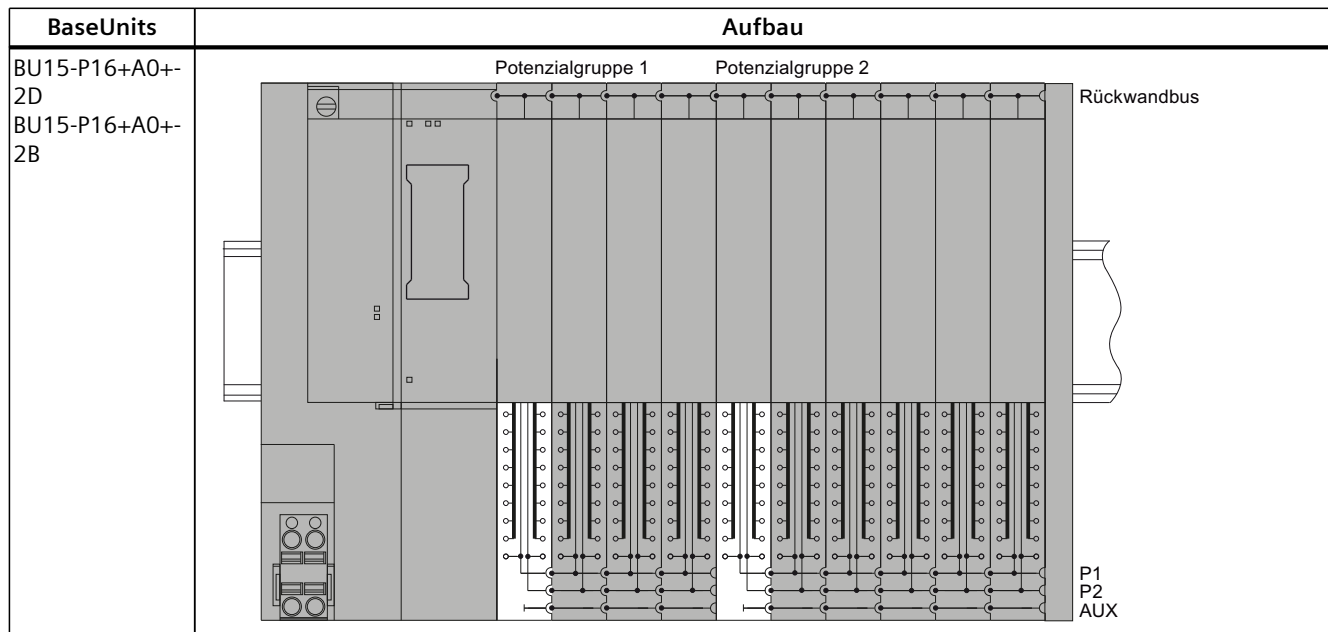 BaseUnits
Aufbau
BU15-P16+A0+-
2D
BU15-P16+A0+-
2B
Potenzialgruppe 1
Potenzialgruppe 2
Rückwandbus
P1
P2
AUX